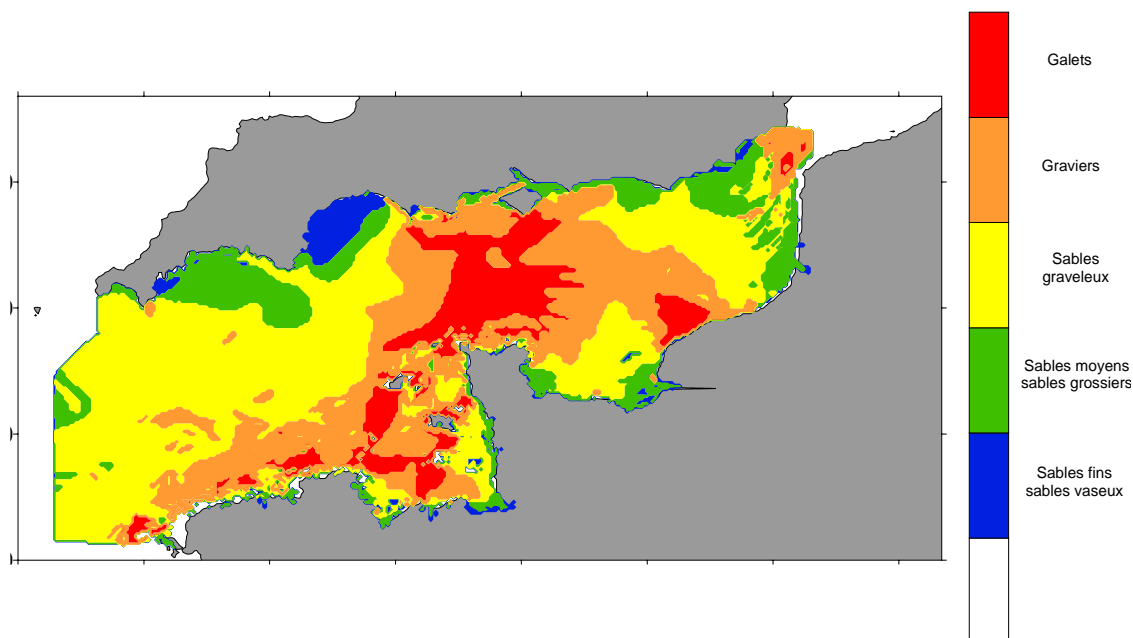 Galets
Graviers
Sables
graveleux
Sables moyens
sables grossiers
Sables fins
sables vaseux